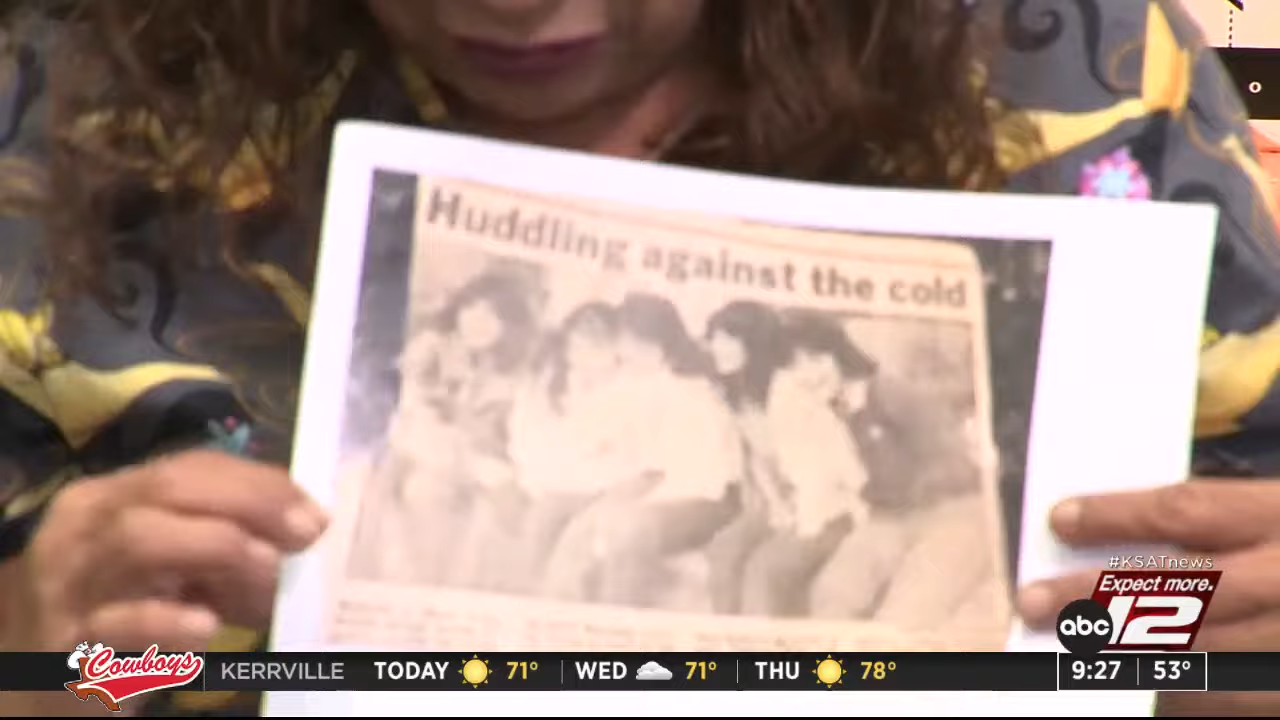 Huddling against the cold
#KSATnews
Expect more.
abc 12
Cowboys KERRVILLE TODAY 71° WED 71° THU 78° 9:27 53°